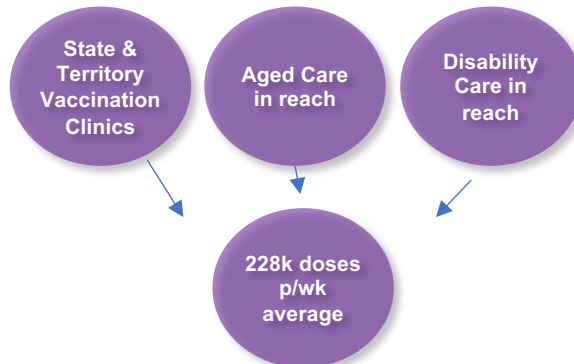 State &
Territory
Vaccination
Clinics
Aged Care
in reach
Disability
Care in
reach
228k doses
p/wk
average